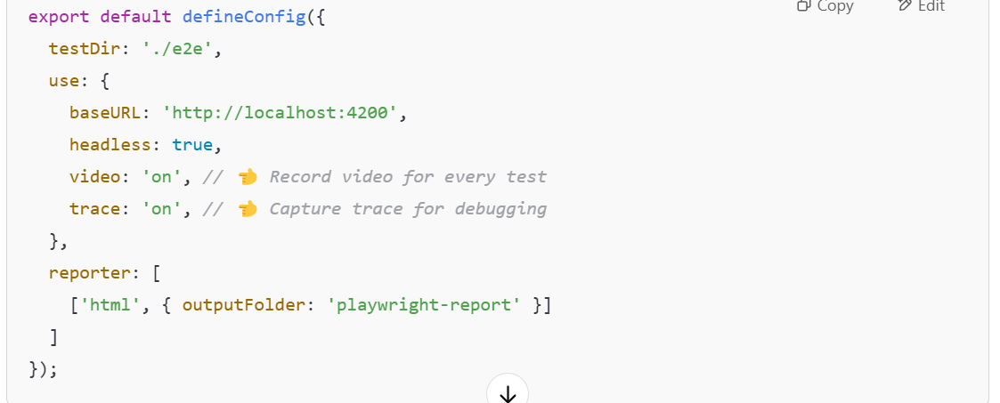 Copy Edit
export default defineConfig({
  testDir: './e2e',
  use: {
    baseURL: 'http://localhost:4200',
    headless: true,
    video: 'on', // 👈 Record video for every test
    trace: 'on', // 👈 Capture trace for debugging
  },
  reporter: [
    ['html', { outputFolder: 'playwright-report' }]
  ]
});